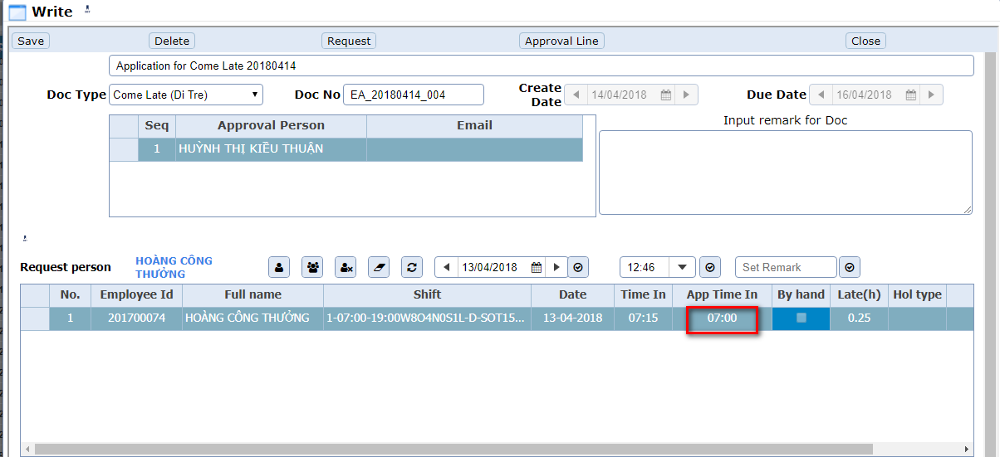 Write
Save Delete Request Approval Line Close
Application for Come Late 20180414
Doc Type Come Late (Di Tre) Doc No EA_20180414_004 Create Date 14/04/2018 Due Date 16/04/2018
Seq Approval Person Email
1 HUỲNH THỊ KIỀU THUẬN
Input remark for Doc
Request person HOÀNG CÔNG THƯỞNG 13/04/2018 12:46 Set Remark
No. Employee Id Full name Shift Date Time In App Time In By hand Late(h) Hol type
1 201700074 HOÀNG CÔNG THƯỞNG 1-07:00-19:00W8O4N0S1L-D-SOT15... 13-04-2018 07:15 07:00 0.25